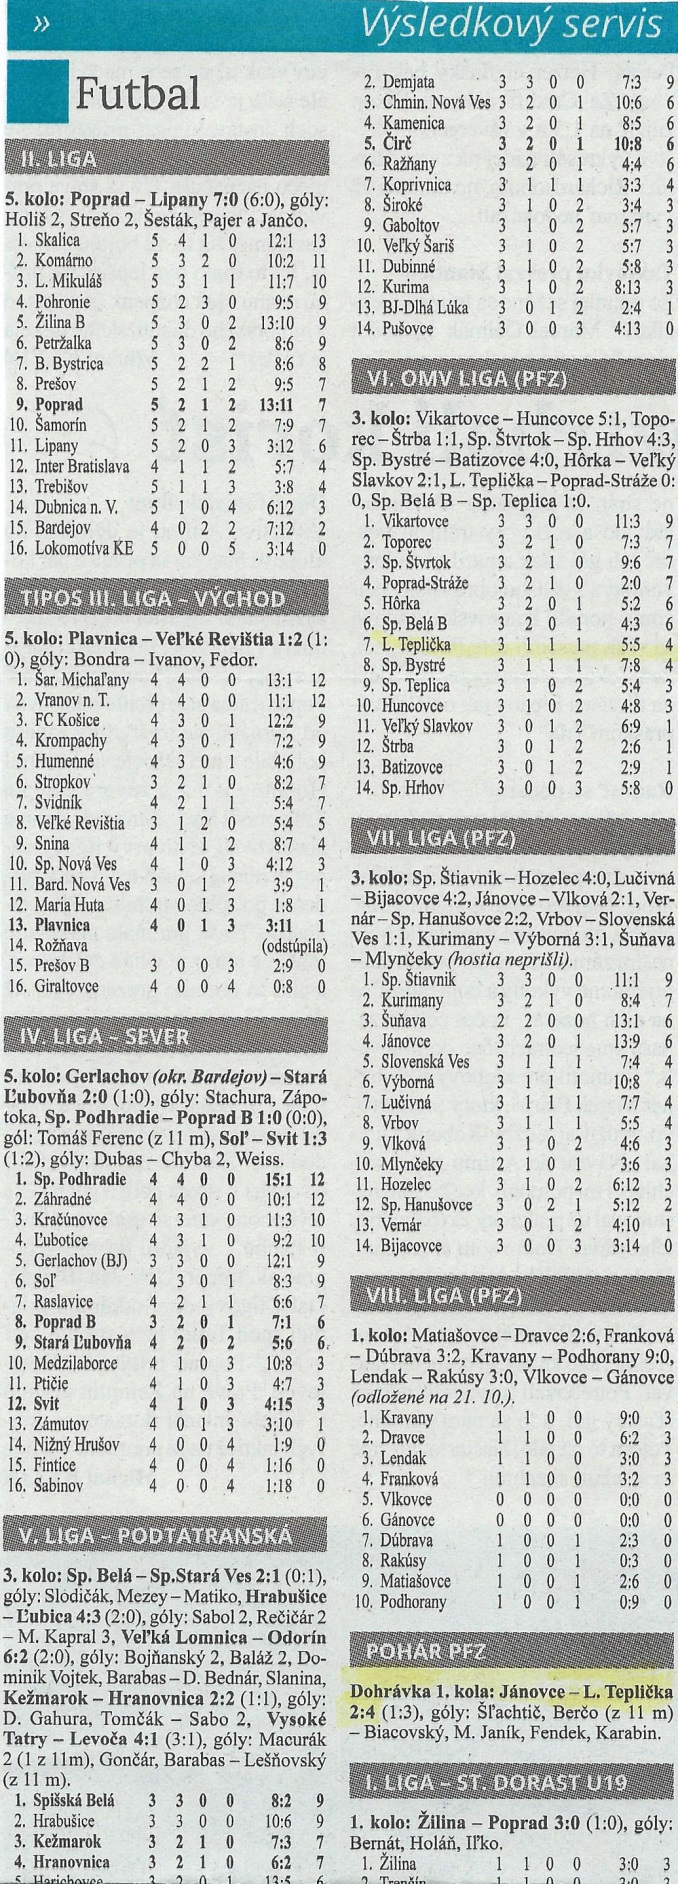 »
Výsledkový servis
Futbal
II. LIGA
5. kolo: Poprad – Lipany 7:0 (6:0), góly:
Holiš 2, Streňo 2, Šesták, Pajer a Jančo.
1. Skalica 5 4 1 0 12:1 13
2. Komárno 5 3 2 0 10:2 11
3. L. Mikuláš 5 3 1 1 11:7 10
4. Pohronie 5 3 0 2 9:5 9
5. Žilina B 5 3 0 2 13:10 9
6. Petržalka 5 3 0 2 8:6 9
7. B. Bystrica 5 2 2 1 8:6 8
8. Prešov 5 2 1 2 9:5 7
9. Poprad 5 2 1 2 13:11 7
10. Šamorín 5 2 1 2 7:9 7
11. Lipany 5 2 0 3 3:12 6
12. Inter Bratislava 4 1 1 2 5:7 4
13. Trebišov 5 1 1 3 3:8 4
14. Dubnica n. V. 5 1 0 4 6:12 3
15. Bardejov 4 0 2 2 7:12 2
16. Lokomotíva KE 5 0 0 5 3:14 0
TIPOS III. LIGA – VÝCHOD
5. kolo: Plavnica – Veľké Revištia 1:2 (1:
0), góly: Bondra – Ivanov, Fedor.
1. Šar. Michaľany 4 4 0 0 13:1 12
2. Vranov n. T. 4 4 0 0 11:1 12
3. FC Košice 4 3 0 1 12:2 9
4. Krompachy 4 3 0 1 7:2 9
5. Humenné 4 3 0 1 4:6 9
6. Stropkov 3 2 1 0 8:2 7
7. Svidník 4 2 1 1 5:4 7
8. Veľké Revištia 3 1 2 0 5:4 5
9. Snina 4 1 1 2 8:7 4
10. Sp. Nová Ves 4 1 0 3 4:12 3
11. Bard. Nová Ves 3 0 1 2 3:9 1
12. Maria Huta 4 0 1 3 1:8 1
13. Plavnica 4 0 1 3 3:11 1
14. Rožňava (odstúpila)
15. Prešov B 3 0 0 3 2:9 0
16. Giraltovce 4 0 0 4 0:8 0
IV. LIGA – SEVER
5. kolo: Gerlachov (okr. Bardejov) – Stará
Ľubovňa 2:0 (1:0), góly: Stachura, Zápo-
toka, Sp. Podhradie – Poprad B 1:0 (0:0),
gól: Tomáš Ferenc (z 11 m), Soľ – Svit 1:3
(1:2), góly: Dubas – Chyba 2, Weiss.
1. Sp. Podhradie 4 4 0 0 15:1 12
2. Záhradné 4 4 0 0 10:1 12
3. Kračúnovce 4 3 1 0 11:3 10
4. Ľubotice 4 3 1 0 9:2 10
5. Gerlachov (BJ) 3 3 0 0 12:1 9
6. Soľ 4 3 0 1 8:3 9
7. Raslavice 4 2 1 1 6:6 7
8. Poprad B 3 2 0 1 7:1 6
9. Stará Ľubovňa 4 2 0 2 5:6 6
10. Medzilaborce 4 1 0 3 10:8 3
11. Ptičie 4 1 0 3 4:7 3
12. Svit 4 1 0 3 4:15 3
13. Zámutov 4 0 1 3 3:10 1
14. Nižný Hrušov 4 0 0 4 1:9 0
15. Fintice 4 0 0 4 1:16 0
16. Sabinov 4 0 0 4 1:18 0
V. LIGA – PODTATRANSKÁ
3. kolo: Sp. Belá – Sp.Stará Ves 2:1 (0:1),
góly: Slodičák, Mezey – Matiko, Hrabušice
– Ľubica 4:3 (2:0), góly: Sabol 2, Rečičár 2
– M. Kapral 3, Veľká Lomnica – Odorín
6:2 (2:0), góly: Bojňanský 2, Baláž 2, Do-
minik Vojtek, Barabas – D. Bednár, Slanina,
Kežmarok – Hranovnica 2:2 (1:1), góly:
D. Gahura, Tomčák – Sabo 2, Vysoké
Tatry – Levoča 4:1 (3:1), góly: Macurák
2 (1 z 11m), Gončár, Barabas – Lešňovský
(z 11 m).
1. Spišská Belá 3 3 0 0 8:2 9
2. Hrabušice 3 3 0 0 10:6 9
3. Kežmarok 3 2 1 0 7:3 7
4. Hranovnica 3 2 1 0 6:2 7
5. Harichovce 3 2 0 1 13:5 6
2. Demjata 3 3 0 0 7:3 9
3. Chmin. Nová Ves 3 2 0 1 10:6 6
4. Kamenica 3 2 0 1 8:5 6
5. Čirč 3 2 0 1 10:8 6
6. Ražňany 3 2 0 1 4:4 6
7. Koprivnica 3 1 1 1 3:3 4
8. Široké 3 1 0 2 3:4 3
9. Gaboltov 3 1 0 2 5:7 3
10. Veľký Šariš 3 1 0 2 5:7 3
11. Dubinné 3 1 0 2 5:8 3
12. Kurima 3 1 0 2 8:13 3
13. BJ-Dlhá Lúka 3 0 1 2 2:4 1
14. Pušovce 3 0 0 3 4:13 0
VI. OMV LIGA (PFZ)
3. kolo: Vikartovce – Huncovce 5:1, Topo-
rec – Štrba 1:1, Sp. Štvrtok – Sp. Hrhov 4:3,
Sp. Bystré – Batizovce 4:0, Hôrka – Veľký
Slavkov 2:1, L. Teplička – Poprad-Stráže 0:
0, Sp. Belá B – Sp. Teplica 1:0.
1. Vikartovce 3 3 0 0 11:3 9
2. Toporec 3 2 1 0 7:3 7
3. Sp. Štvrtok 3 2 1 0 9:6 7
4. Poprad-Stráže 3 2 1 0 2:0 7
5. Hôrka 3 2 0 1 5:2 6
6. Sp. Belá B 3 2 0 1 4:3 6
7. L. Teplička 3 1 1 1 5:5 4
8. Sp. Bystré 3 1 1 1 7:8 4
9. Sp. Teplica 3 1 0 2 5:4 3
10. Huncovce 3 1 0 2 4:8 3
11. Veľký Slavkov 3 0 1 2 6:9 1
12. Štrba 3 0 1 2 2:6 1
13. Batizovce 3 0 1 2 2:9 1
14. Sp. Hrhov 3 0 0 3 5:8 0
VII. LIGA (PFZ)
3. kolo: Sp. Štiavnik – Hozelec 4:0, Lučivná
– Bijacovce 4:2, Jánovce – Vlková 2:1, Ver-
nár – Sp. Hanušovce 2:2, Vrbov – Slovenská
Ves 1:1, Kurimany – Výborná 3:1, Šuňava
– Mlynčeky (hostia neprišli).
1. Sp. Štiavnik 3 3 0 0 11:1 9
2. Kurimany 3 2 1 0 8:4 7
3. Šuňava 2 2 0 0 13:1 6
4. Jánovce 3 2 0 1 13:9 6
5. Slovenská Ves 3 1 1 1 7:4 4
6. Výborná 3 1 1 1 10:8 4
7. Lučivná 3 1 1 1 7:7 4
8. Vrbov 3 1 1 1 5:5 4
9. Vlková 3 1 0 2 4:6 3
10. Mlynčeky 2 1 0 1 3:6 3
11. Hozelec 3 1 0 2 6:12 3
12. Sp. Hanušovce 3 0 2 1 5:12 2
13. Vernár 3 0 1 2 4:10 1
14. Bijacovce 3 0 0 3 3:14 0
VIII. LIGA (PFZ)
1. kolo: Matiašovce – Dravce 2:6, Franková
– Dúbrava 3:2, Kravany – Podhorany 9:0,
Lendak – Rakúsy 3:0, Vlkovce – Gánovce
(odložené na 21. 10.).
1. Kravany 1 1 0 0 9:0 3
2. Dravce 1 1 0 0 6:2 3
3. Lendak 1 1 0 0 3:0 3
4. Franková 1 1 0 0 3:2 3
5. Vlkovce 0 0 0 0 0:0 0
6. Gánovce 0 0 0 0 0:0 0
7. Dúbrava 1 0 0 1 2:3 0
8. Rakúsy 1 0 0 1 0:3 0
9. Matiašovce 1 0 0 1 2:6 0
10. Podhorany 1 0 0 1 0:9 0
POHÁR PFZ
Dohrávka 1. kola: Jánovce – L. Teplička
2:4 (1:3), góly: Šľachtič, Berčo (z 11 m)
– Biacovský, M. Janík, Fendek, Karabin.
I. LIGA – ST. DORAST U19
1. kolo: Žilina – Poprad 3:0 (1:0), góly:
Bernát, Holáň, Iľko.
1. Žilina 1 1 0 0 3:0 3
2. Trenčín